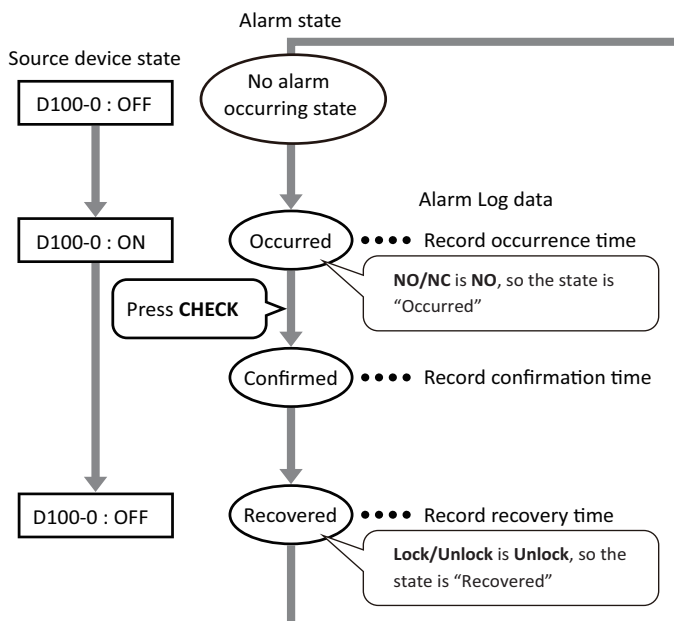 Alarm state
Source device state
D100-0 : OFF
No alarm
occurring state
Alarm Log data
D100-0 : ON
Occurred
Record occurrence time
NO/NC is NO, so the state is
“Occurred”
Press CHECK
Confirmed
Record confirmation time
D100-0 : OFF
Recovered
Record recovery time
Lock/Unlock is Unlock, so the
state is “Recovered”